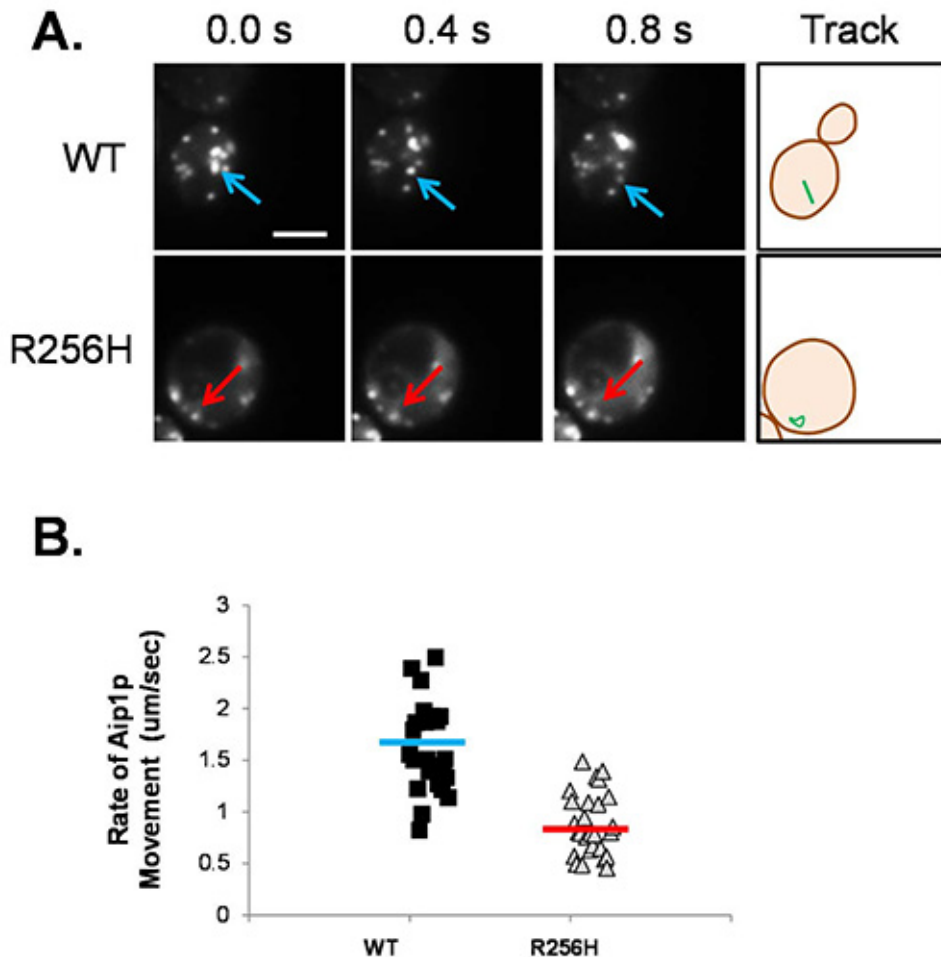 A.
0.0 s 0.4 s 0.8 s Track
WT
R256H
B.
Rate of Aip1p
Movement (um/sec)
3
2.5
2
1.5
1
0.5
0
WT R256H